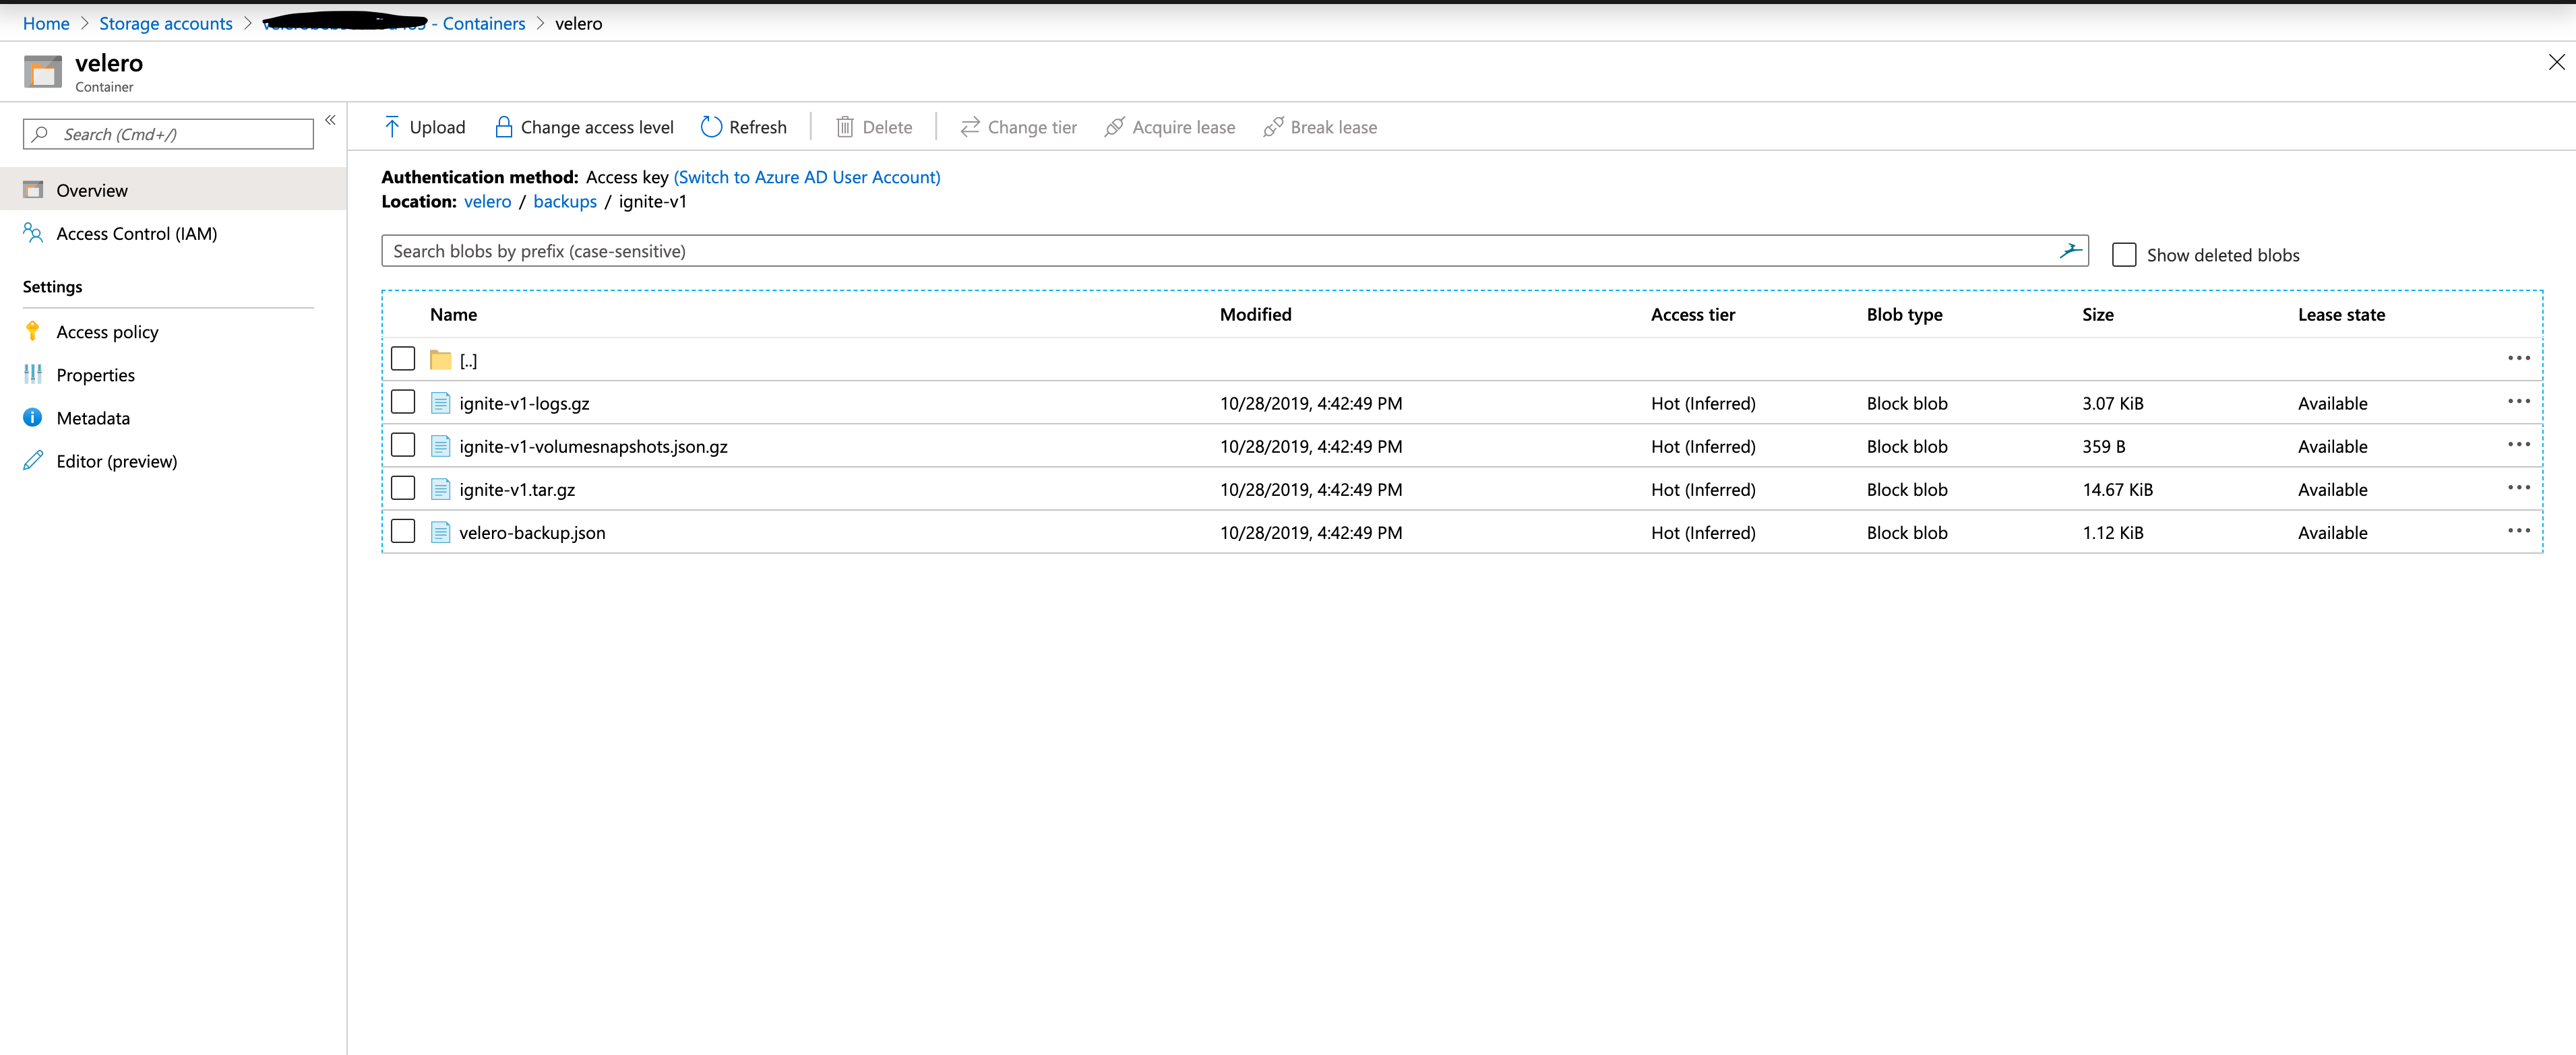 Home > Storage accounts > - Containers > velero
velero
Container
Search (Cmd+/)
«
Upload Change access level Refresh Delete Change tier Acquire lease Break lease
Overview
Access Control (IAM)
Settings
Access policy
Properties
Metadata
Editor (preview)
Authentication method: Access key (Switch to Azure AD User Account)
Location: velero / backups / ignite-v1
Search blobs by prefix (case-sensitive)
Show deleted blobs
Name Modified Access tier Blob type Size Lease state
[..]
ignite-v1-logs.gz 10/28/2019, 4:42:49 PM Hot (Inferred) Block blob 3.07 KiB Available
ignite-v1-volumesnapshots.json.gz 10/28/2019, 4:42:49 PM Hot (Inferred) Block blob 359 B Available
ignite-v1.tar.gz 10/28/2019, 4:42:49 PM Hot (Inferred) Block blob 14.67 KiB Available
velero-backup.json 10/28/2019, 4:42:49 PM Hot (Inferred) Block blob 1.12 KiB Available